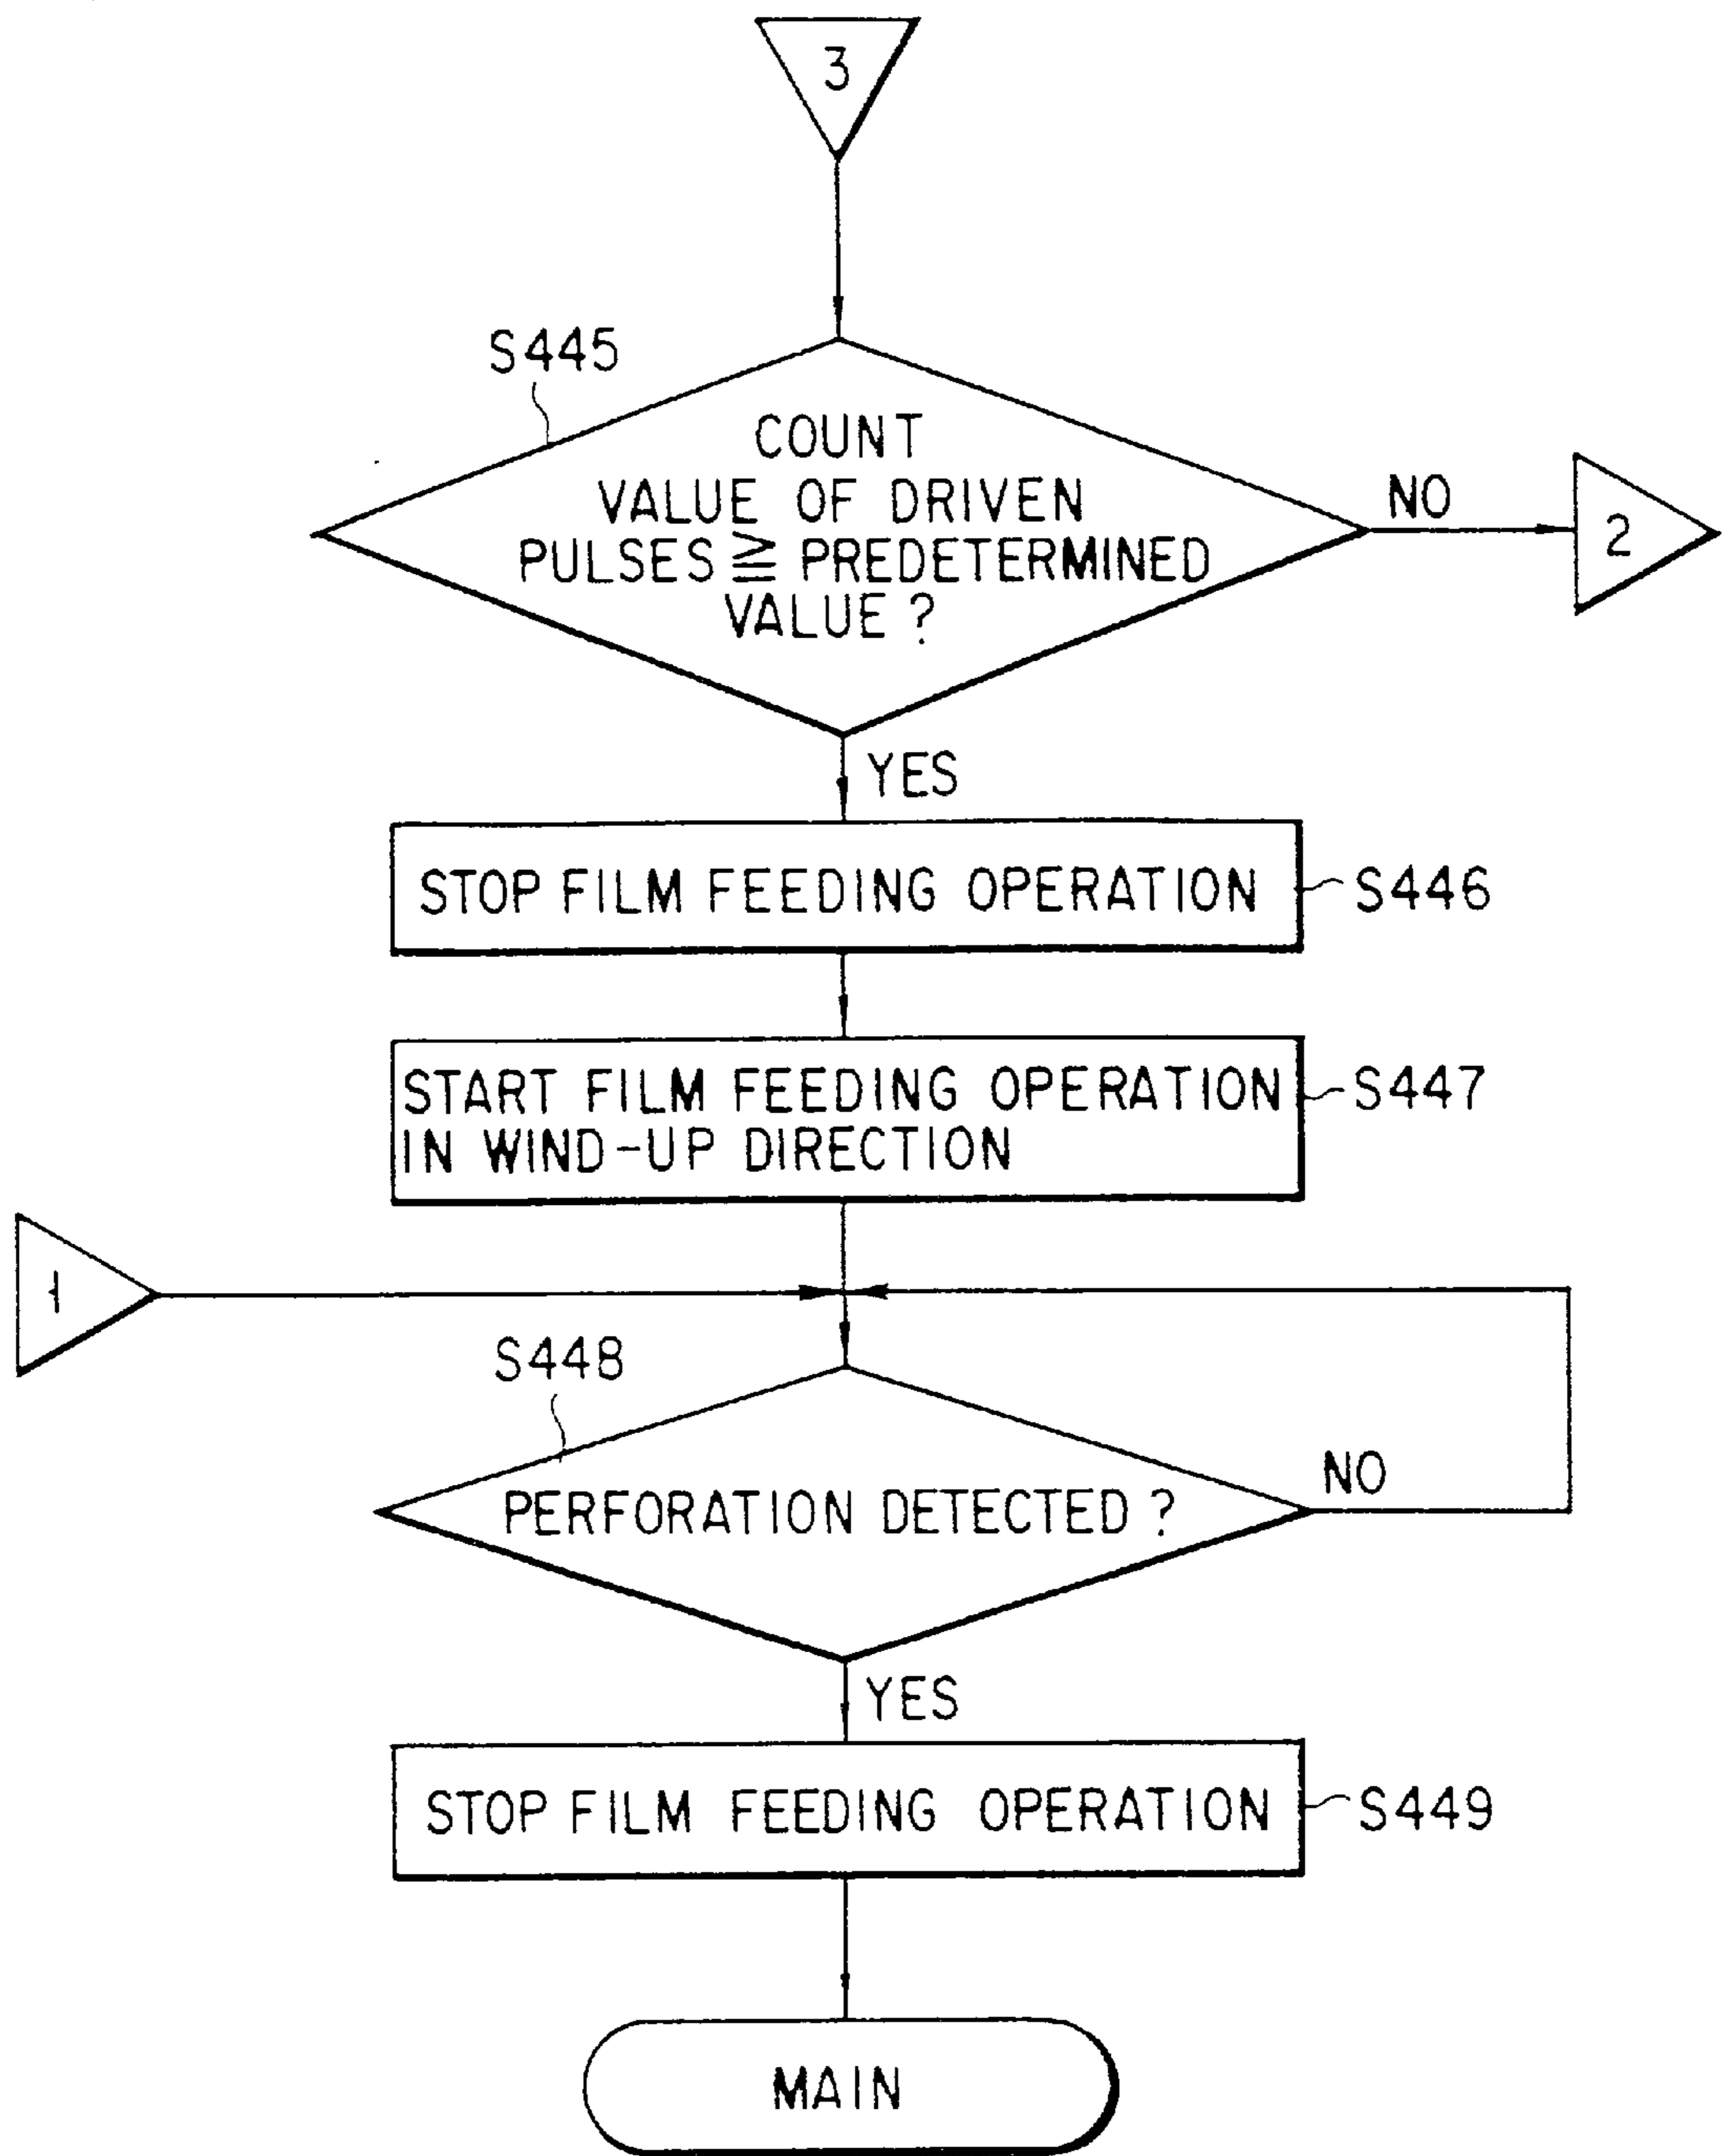 3
S445
COUNT
VALUE OF DRIVEN
PULSES ≧ PREDETERMINED
VALUE ?
NO
2
YES
STOP FILM FEEDING OPERATION
S446
START FILM FEEDING OPERATION
IN WIND-UP DIRECTION
S447
1
S448
PERFORATION DETECTED ?
NO
YES
STOP FILM FEEDING OPERATION
S449
MAIN